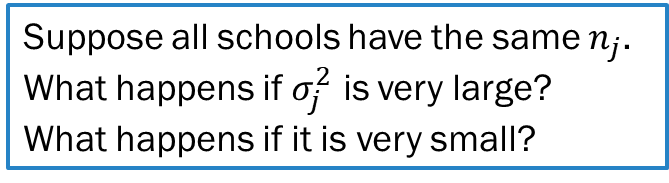 Suppose all schools have the same $n_j$.
What happens if $\sigma_j^2$ is very large?
What happens if it is very small?